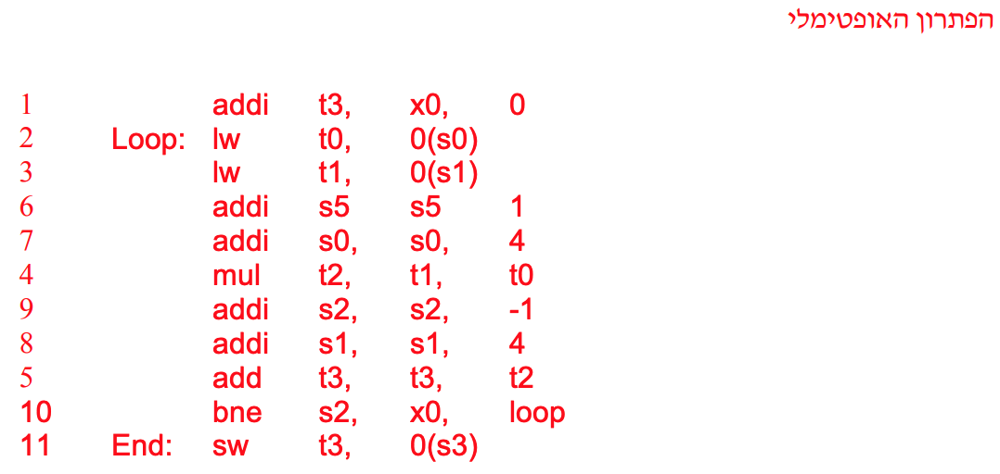 הפתרון האופטימלי
1 addi t3, x0, 0
2 Loop: lw t0, 0(s0)
3 lw t1, 0(s1)
6 addi s5 s5 1
7 addi s0, s0, 4
4 mul t2, t1, t0
9 addi s2, s2, -1
8 addi s1, s1, 4
5 add t3, t3, t2
10 bne s2, x0, loop
11 End: sw t3, 0(s3)